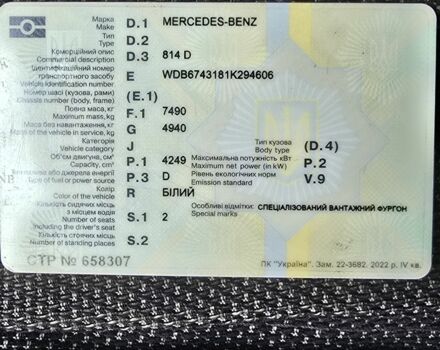 Марка
Make D.1 MERCEDES-BENZ
Тип
Type D.2
Комерційний опис
Commercial description D.3 814 D
Ідентифікаційний номер
транспортного засобу E WDB6743181K294606
Vehicle identification number
Номер шасі (кузова, рами)
Chassis number (body, frame) (E.1)
Повна маса, кг
Maximum mass, kg F.1 7490
Маса без навантаження, кг
Mass of the vehicle in service, kg G 4940
Категорія Тип кузова
Vehicle category J Body type (D.4)
Об'єм двигуна, см³ Максимальна потужність кВт
Capacity, cm³ P.1 4249 Maximum net power (in kW) P.2
або джерело енергії Рівень екологічних норм
Type of fuel or power source P.3 D Emission standard V.9
Колір
Color of the vehicle R БІЛИЙ
Кількість сидячих місць
з місцем водія Особливі відмітки: СПЕЦІАЛІЗОВАНИЙ ВАНТАЖНИЙ ФУРГОН
Number of seats S.1 2 Special marks
Including the driver's seat
Кількість стоячих місць
Number of standing places S.2
СТР № 658307
ПК "Україна". Зам. 22-3682. 2022 р. IV кв.